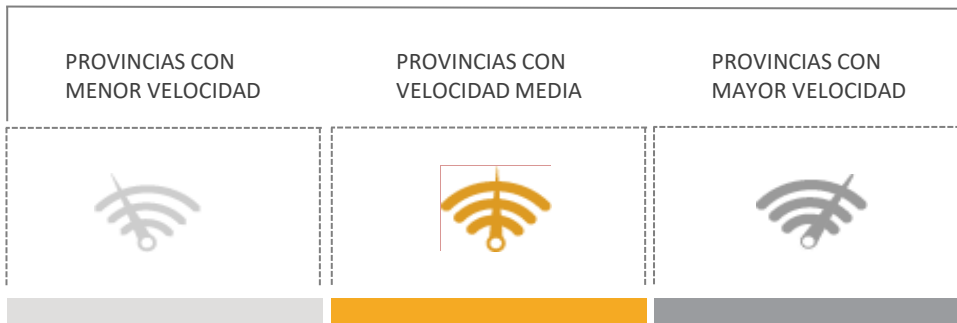 PROVINCIAS CON
MENOR VELOCIDAD
PROVINCIAS CON
VELOCIDAD MEDIA
PROVINCIAS CON
MAYOR VELOCIDAD